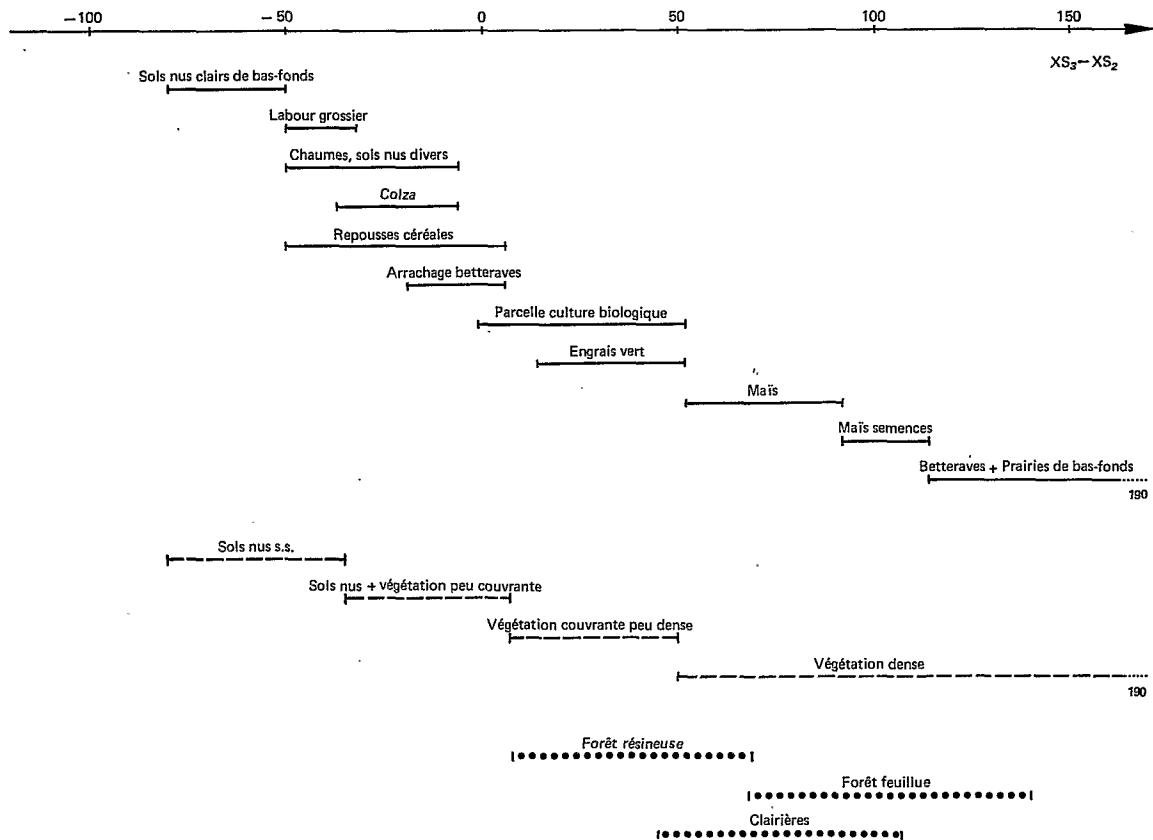 −100 −50 0 50 100 150
XS₃−XS₂
Sols nus clairs de bas-fonds
Labour grossier
Chaumes, sols nus divers
Colza
Repousses céréales
Arrachage betteraves
Parcelle culture biologique
Engrais vert
Maïs
Maïs semences
Betteraves + Prairies de bas-fonds
190
Sols nus s.s.
Sols nus + végétation peu couvrante
Végétation couvrante peu dense
Végétation dense
190
Forêt résineuse
Forêt feuillue
Clairières